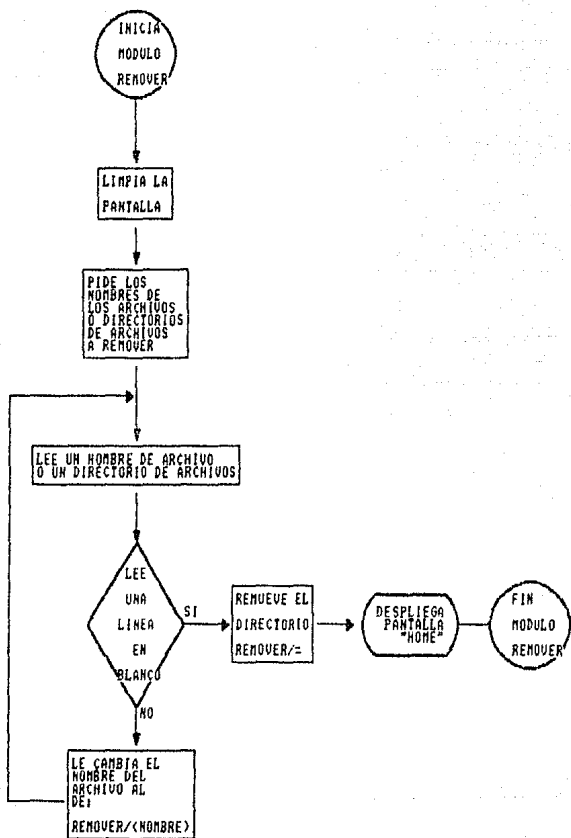 INICIA
MODULO
REMOVER
LIMPIA LA
PANTALLA
PIDE LOS
NOMBRES DE
LOS ARCHIVOS
O DIRECTORIOS
DE ARCHIVOS
A REMOVER
LEE UN NOMBRE DE ARCHIVO
O UN DIRECTORIO DE ARCHIVOS
LEE
UNA
LINEA
EN
BLANCO
SI
REMUEVE EL
DIRECTORIO
REMOVER/=
DESPLIEGA
PANTALLA
"HOME"
FIN
MODULO
REMOVER
NO
LE CAMBIA EL
NOMBRE DEL
ARCHIVO AL
DE:
REMOVER/<NOMBRE>